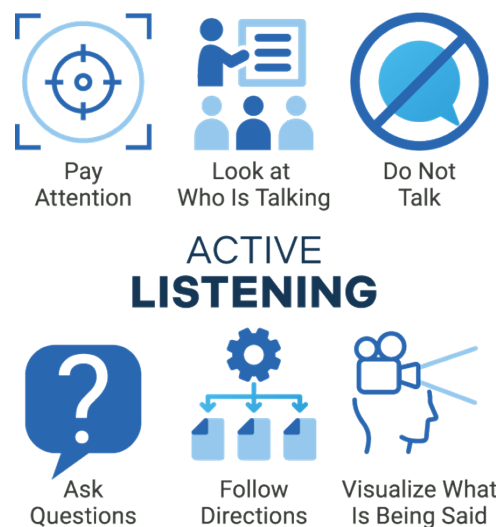 Pay
Attention
Look at
Who Is Talking
Do Not
Talk
ACTIVE
LISTENING
?
Ask
Questions
Follow
Directions
Visualize What
Is Being Said